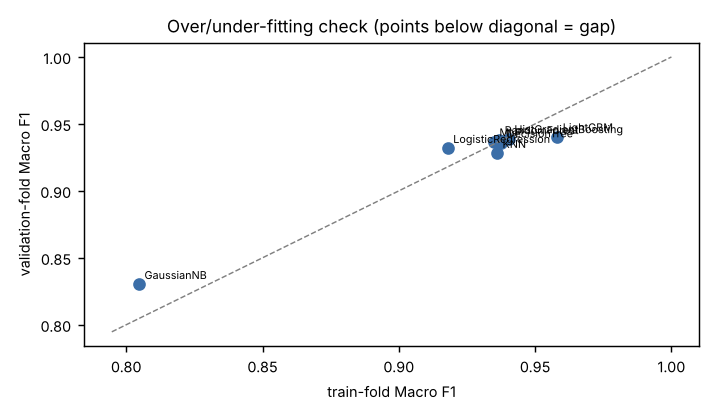 Over/under-fitting check (points below diagonal = gap)
validation-fold Macro F1
1.00
0.95
0.90
0.85
0.80
LightGBM
LogisticRegression
GaussianNB
0.80
0.85
0.90
0.95
1.00
train-fold Macro F1